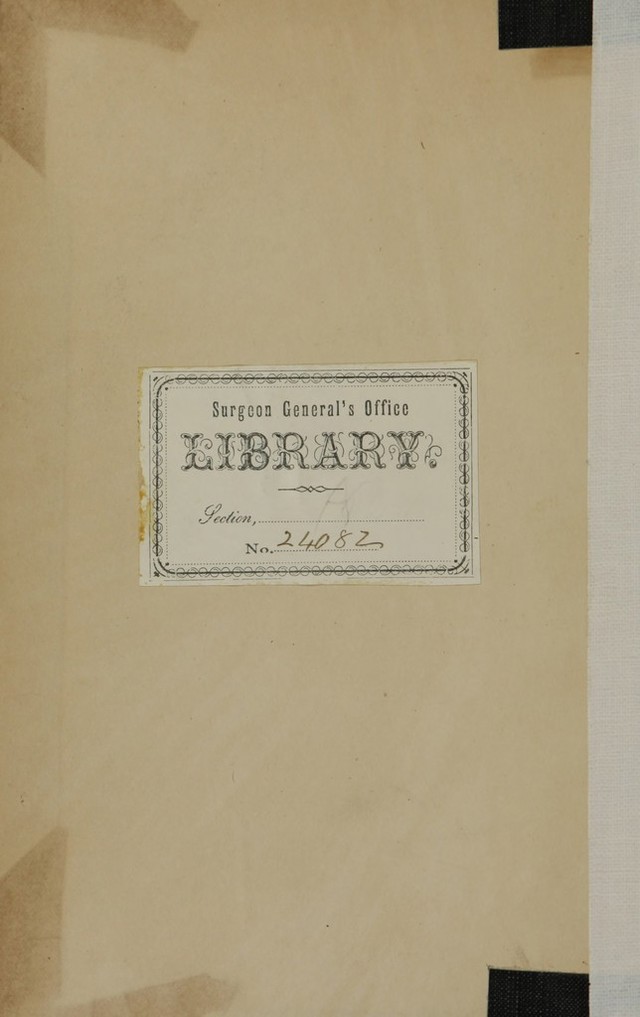 Surgeon General's Office
LIBRARY.
Section,
No. 24082